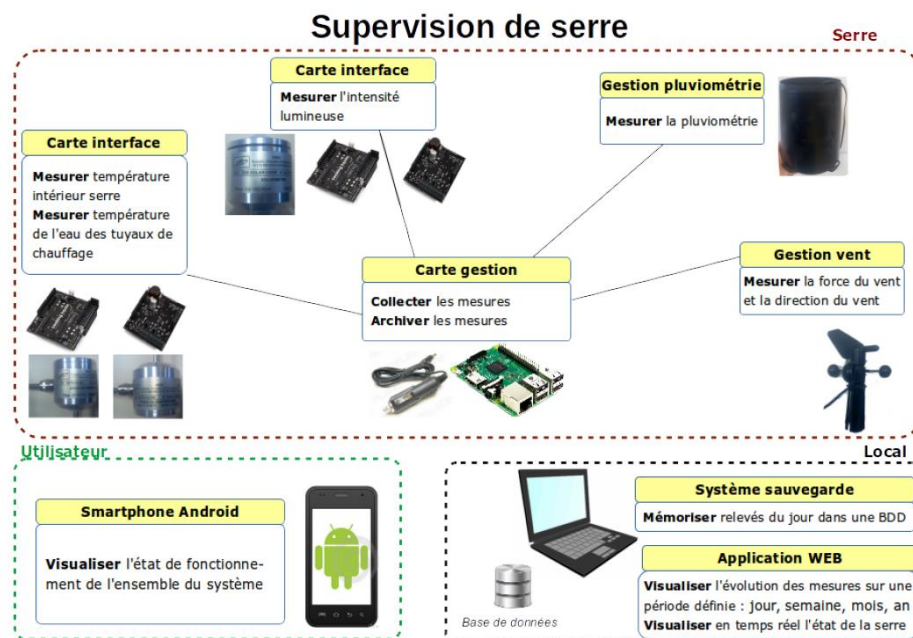 Supervision de serre
Serre
Carte interface
Mesurer l'intensité
lumineuse
Gestion pluviométrie
Mesurer la pluviométrie
Carte interface
Mesurer température
intérieur serre
Mesurer température
de l'eau des tuyaux de
chauffage
Carte gestion
Collecter les mesures
Archiver les mesures
Gestion vent
Mesurer la force du vent
et la direction du vent
Utilisateur
Local
Smartphone Android
Visualiser l'état de fonctionne-
ment de l'ensemble du système
Système sauvegarde
Mémoriser relevés du jour dans une BDD
Application WEB
Visualiser l'évolution des mesures sur une
période définie : jour, semaine, mois, an
Visualiser en temps réel l'état de la serre
Base de données